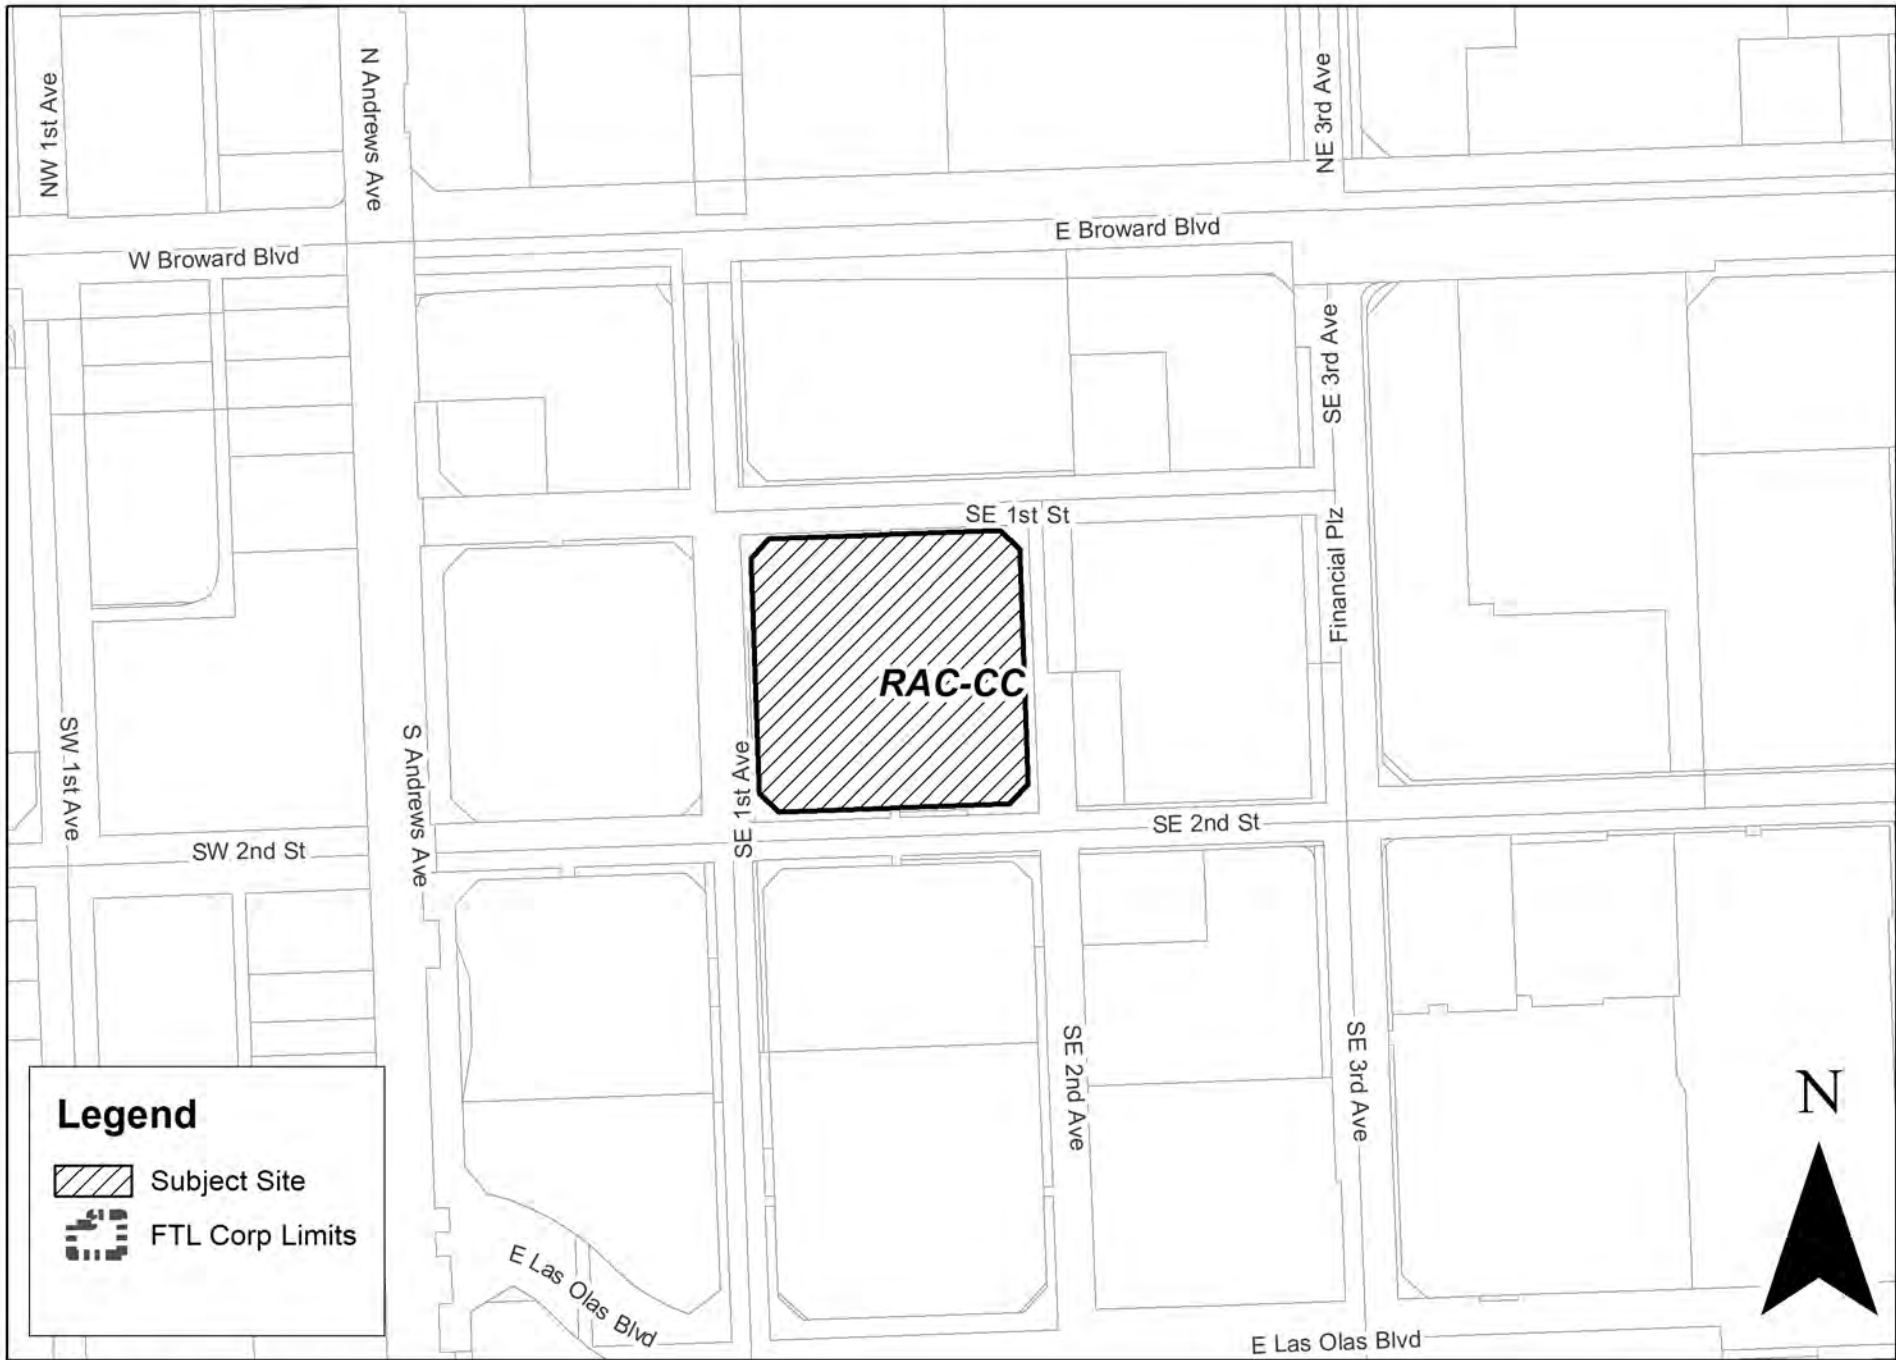 NW 1st Ave
N Andrews Ave
NE 3rd Ave
E Broward Blvd
W Broward Blvd
SE 3rd Ave
SE 1st St
Financial Plz
RAC-CC
SW 1st Ave
S Andrews Ave
SE 1st Ave
SE 2nd St
SW 2nd St
SE 2nd Ave
SE 3rd Ave
N
Legend
Subject Site
FTL Corp Limits
E Las Olas Blvd
E Las Olas Blvd